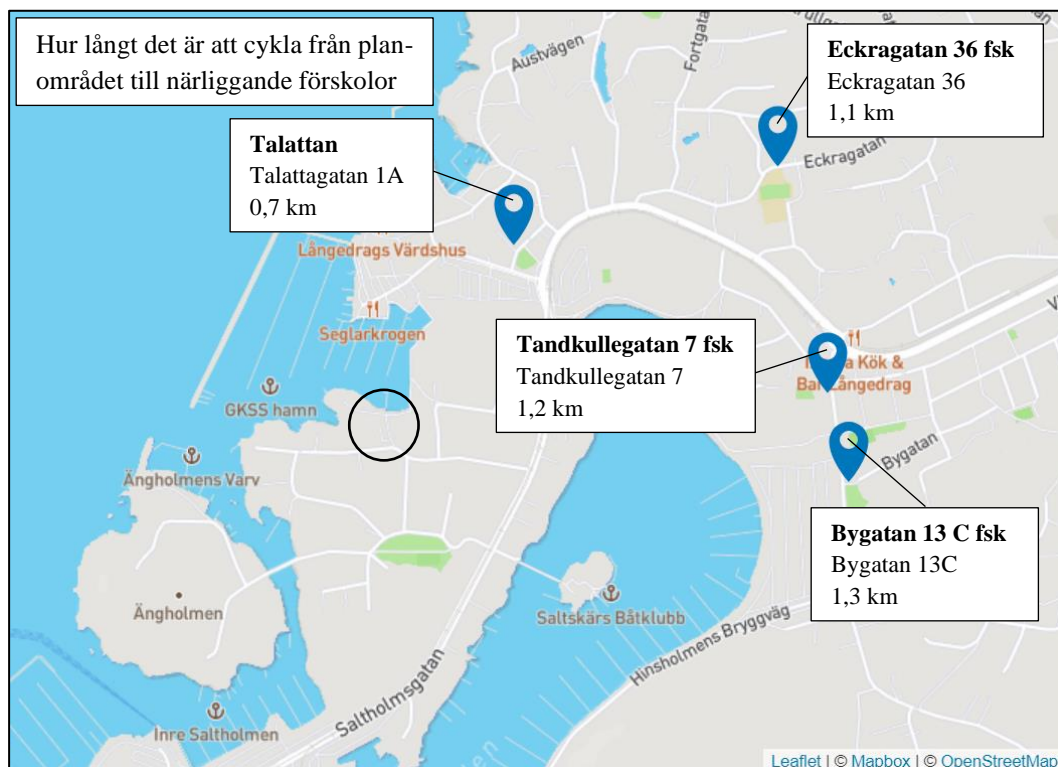 Hur långt det är att cykla från plan-
området till närliggande förskolor
Eckragatan 36 fsk
Eckragatan 36
1,1 km
Talattan
Talattagatan 1A
0,7 km
Tandkullegatan 7 fsk
Tandkullegatan 7
1,2 km
Bygatan 13 C fsk
Bygatan 13C
1,3 km
Austvägen
Fortgatan
Eckragatan
Långedrags Värdshus
Seglarkrogen
Kök &
Bar Långedrag
GKSS hamn
Ängholmens Varv
Bygatan
Ängholmen
Saltskärs Båtklubb
Hinsholmens Bryggväg
Saltholmsgatan
Inre Saltholmen
Leaflet | © Mapbox | © OpenStreetMap